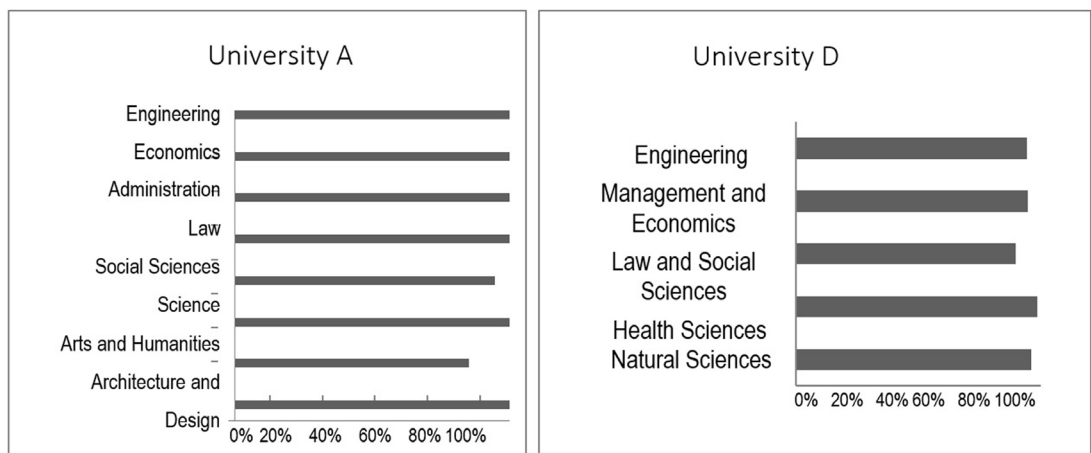 University A
Engineering
Economics
Administration
Law
Social Sciences
Science
Arts and Humanities
Architecture and
Design
0% 20% 40% 60% 80% 100%
University D
Engineering
Management and
Economics
Law and Social
Sciences
Health Sciences
Natural Sciences
0% 20% 40% 60% 80% 100%